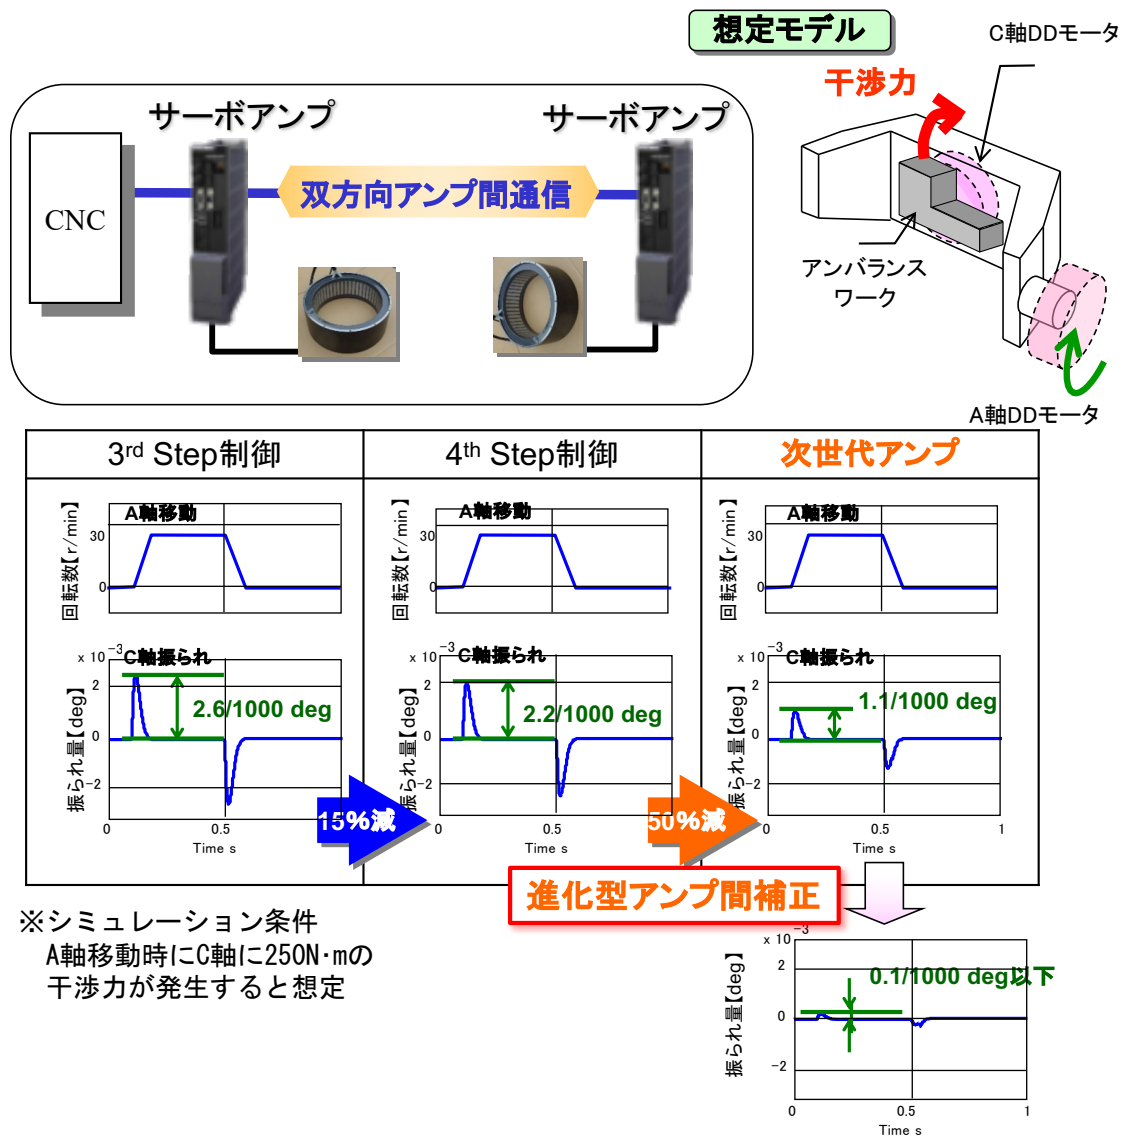 想定モデル
C軸DDモータ
干渉力
サーボアンプ
サーボアンプ
CNC
双方向アンプ間通信
アンバランス
ワーク
A軸DDモータ
3rd Step制御
4th Step制御
次世代アンプ
回転数【r/min】
A軸移動
30
0
回転数【r/min】
A軸移動
30
0
回転数【r/min】
A軸移動
30
0
x 10-3
C軸振られ
振られ量【deg】
2
0
-2
2.6/1000 deg
0
0.5
Time s
15%減
x 10-3
C軸振られ
振られ量【deg】
2
0
-2
2.2/1000 deg
0
0.5
Time s
50%減
x 10-3
C軸振られ
振られ量【deg】
2
0
-2
1.1/1000 deg
0
0.5
1
Time s
進化型アンプ間補正
※シミュレーション条件
A軸移動時にC軸に250N·mの
干渉力が発生すると想定
x 10-3
振られ量【deg】
2
0
-2
0.1/1000 deg以下
0
0.5
1
Time s